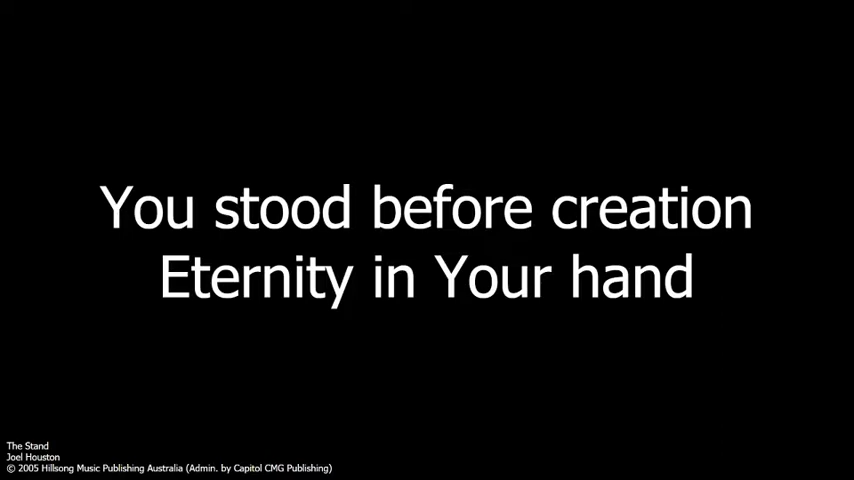 You stood before creation
Eternity in Your hand
The Stand
Joel Houston
© 2005 Hillsong Music Publishing Australia (Admin. by Capitol CMG Publishing)